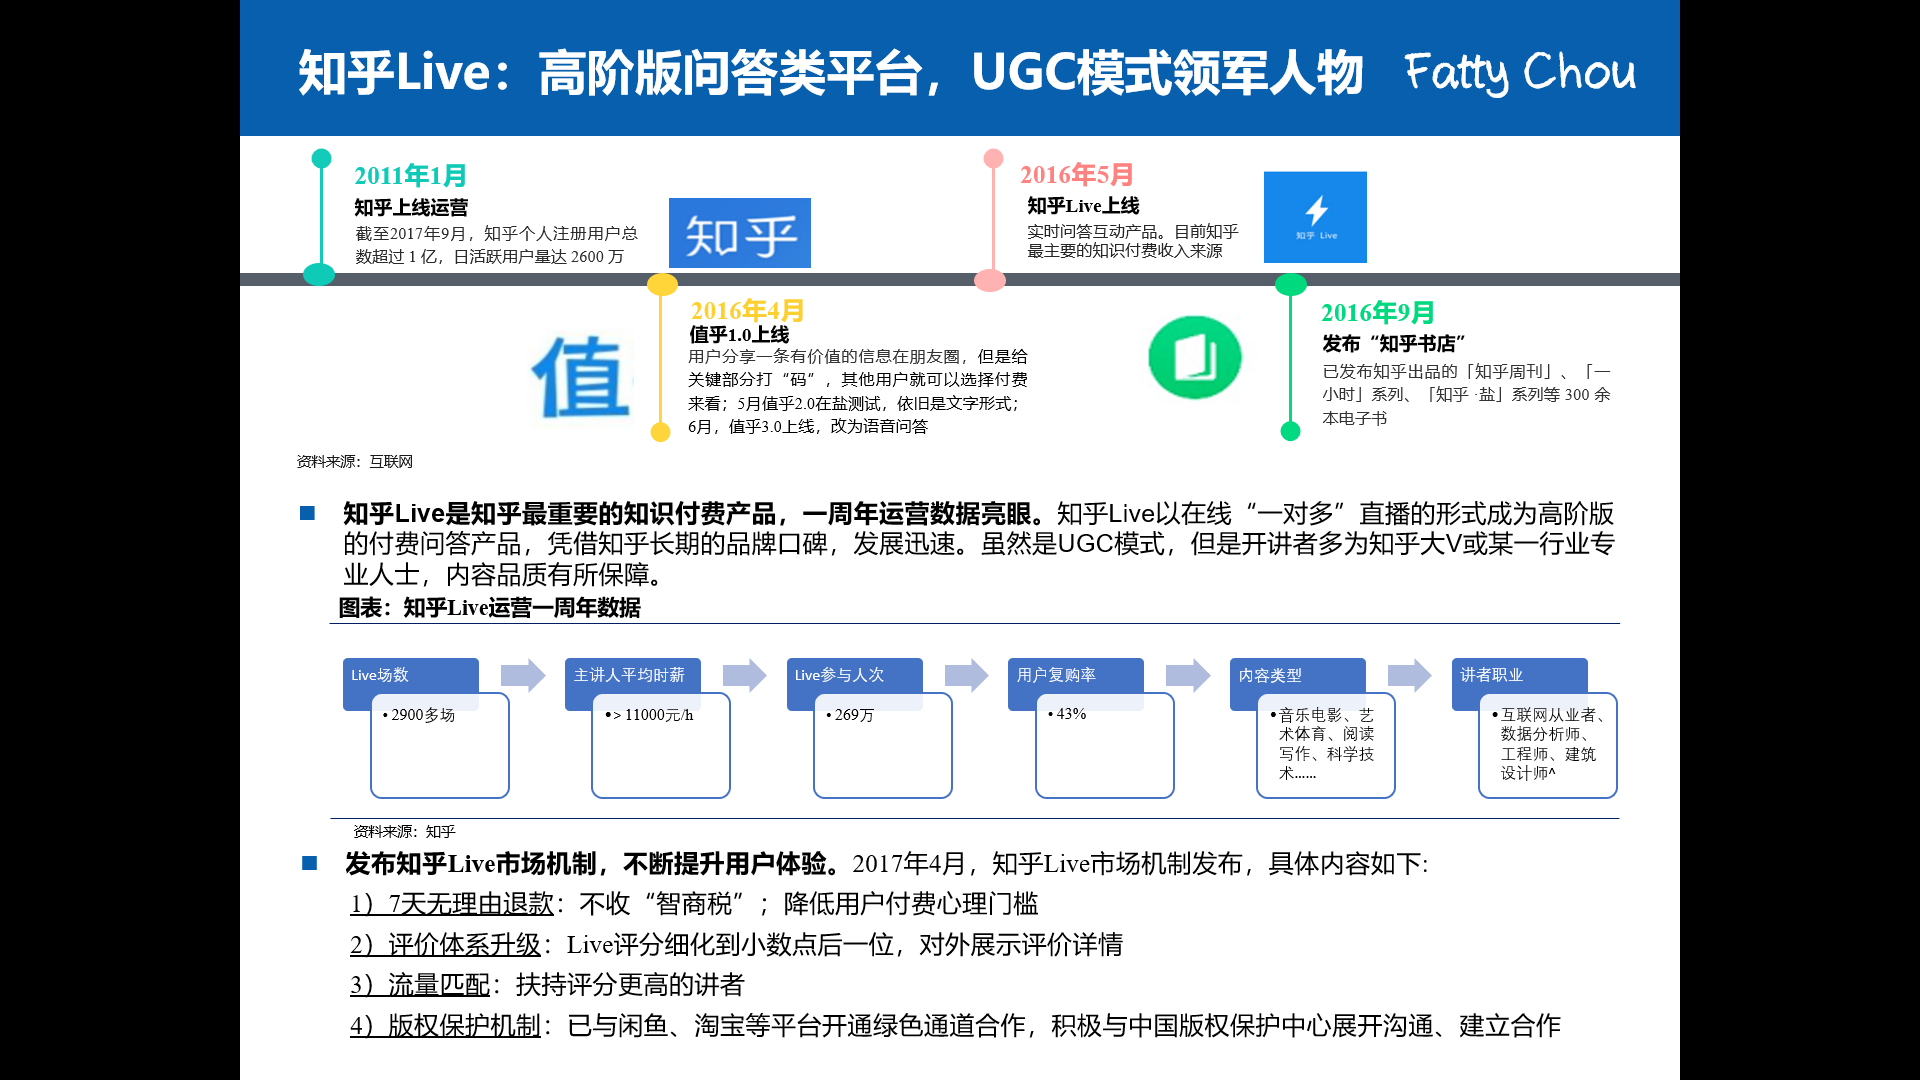 知乎Live：高阶版问答类平台，UGC模式领军人物
Fatty Chou
2011年1月
知乎上线运营
截至2017年9月，知乎个人注册用户总
数超过 1 亿，日活跃用户量达 2600 万
知乎
2016年5月
知乎Live上线
实时问答互动产品。目前知乎
最主要的知识付费收入来源
知乎 Live
值
2016年4月
值乎1.0上线
用户分享一条有价值的信息在朋友圈，但是给
关键部分打“码”，其他用户就可以选择付费
来看；5月值乎2.0在盐测试，依旧是文字形式；
6月，值乎3.0上线，改为语音问答
2016年9月
发布“知乎书店”
已发布知乎出品的「知乎周刊」、「一
小时」系列、「知乎 ·盐」系列等 300 余
本电子书
资料来源：互联网
知乎Live是知乎最重要的知识付费产品，一周年运营数据亮眼。知乎Live以在线“一对多”直播的形式成为高阶版
的付费问答产品，凭借知乎长期的品牌口碑，发展迅速。虽然是UGC模式，但是开讲者多为知乎大V或某一行业专
业人士，内容品质有所保障。
图表：知乎Live运营一周年数据
Live场数
• 2900多场
主讲人平均时薪
•> 11000元/h
Live参与人次
• 269万
用户复购率
• 43%
内容类型
•音乐电影、艺
术体育、阅读
写作、科学技
术......
讲者职业
•互联网从业者、
数据分析师、
工程师、建筑
设计师^
资料来源：知乎
发布知乎Live市场机制，不断提升用户体验。2017年4月，知乎Live市场机制发布，具体内容如下:
1）7天无理由退款：不收“智商税”；降低用户付费心理门槛
2）评价体系升级：Live评分细化到小数点后一位，对外展示评价详情
3）流量匹配：扶持评分更高的讲者
4）版权保护机制：已与闲鱼、淘宝等平台开通绿色通道合作，积极与中国版权保护中心展开沟通、建立合作